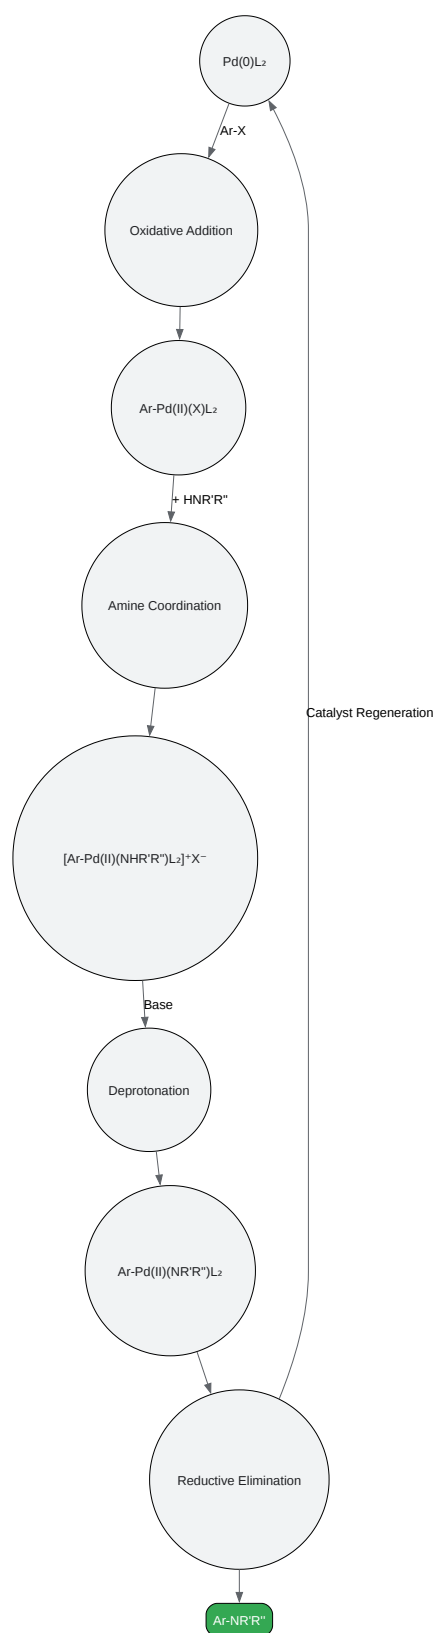 Pd(0)L₂
Ar-X
Oxidative Addition
Ar-Pd(II)(X)L₂
+ HNR'R"
Amine Coordination
Catalyst Regeneration
[Ar-Pd(II)(NHR'R")L₂]⁺X⁻
Base
Deprotonation
Ar-Pd(II)(NR'R")L₂
Reductive Elimination
Ar-NR'R"